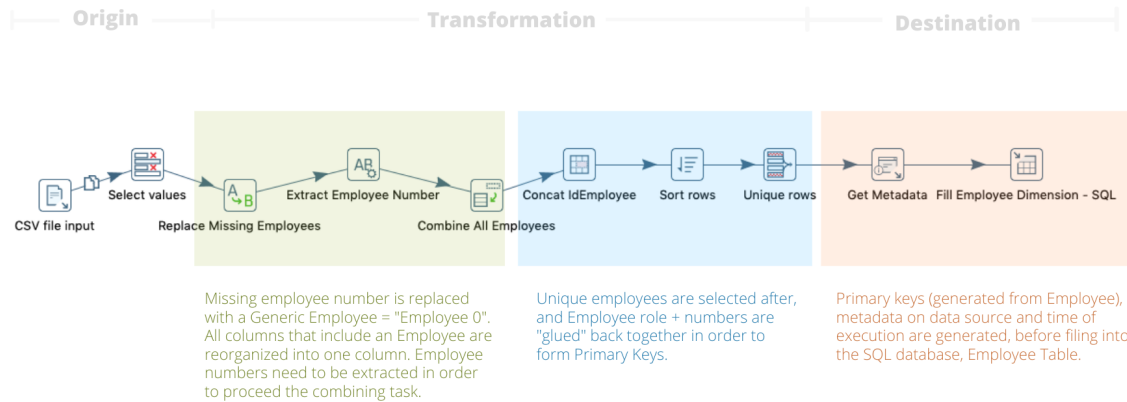 Origin
Transformation
Destination
CSV file input
Select values
A
B
Replace Missing Employees
AB
Extract Employee Number
Combine All Employees
Concat IdEmployee
Sort rows
Unique rows
Get Metadata
Fill Employee Dimension - SQL
Missing employee number is replaced
with a Generic Employee = "Employee 0".
All columns that include an Employee are
reorganized into one column. Employee
numbers need to be extracted in order
to proceed the combining task.
Unique employees are selected after,
and Employee role + numbers are
"glued" back together in order to
form Primary Keys.
Primary keys (generated from Employee),
metadata on data source and time of
execution are generated, before filing into
the SQL database, Employee Table.